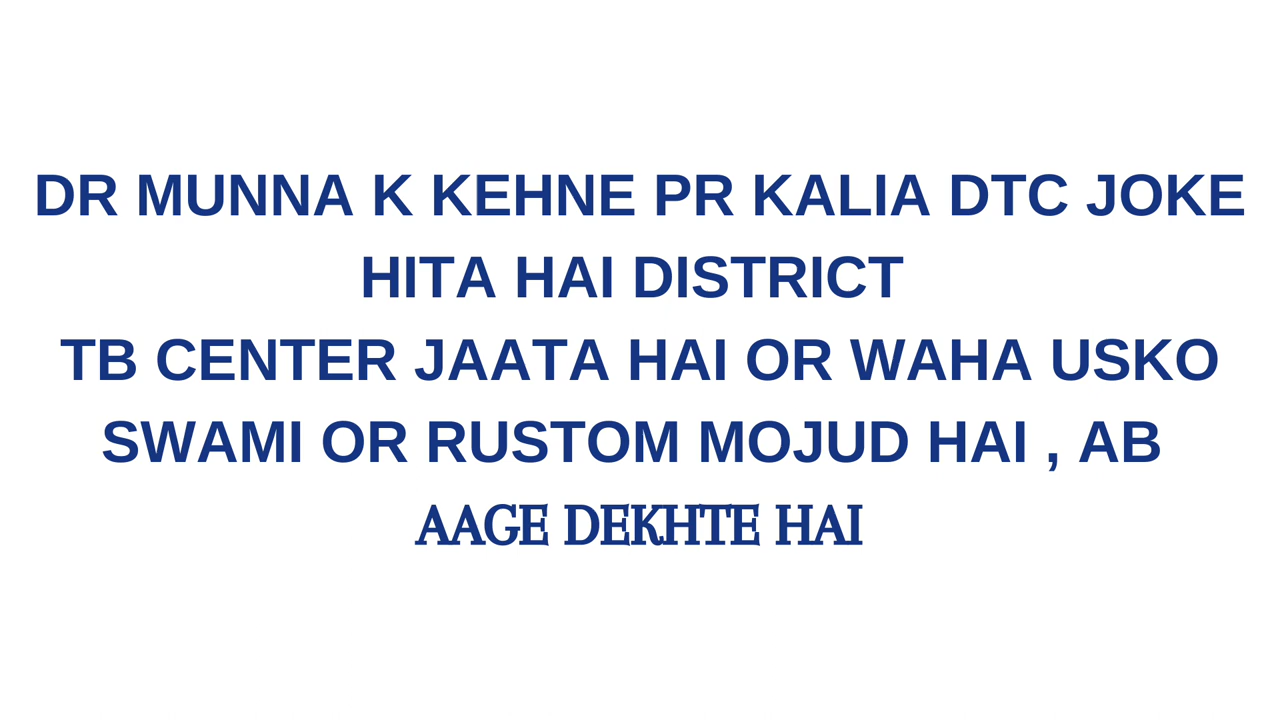 DR MUNNA K KEHNE PR KALIA DTC JOKE
HITA HAI DISTRICT
TB CENTER JAATA HAI OR WAHA USKO
SWAMI OR RUSTOM MOJUD HAI , AB
AAGE DEKHTE HAI